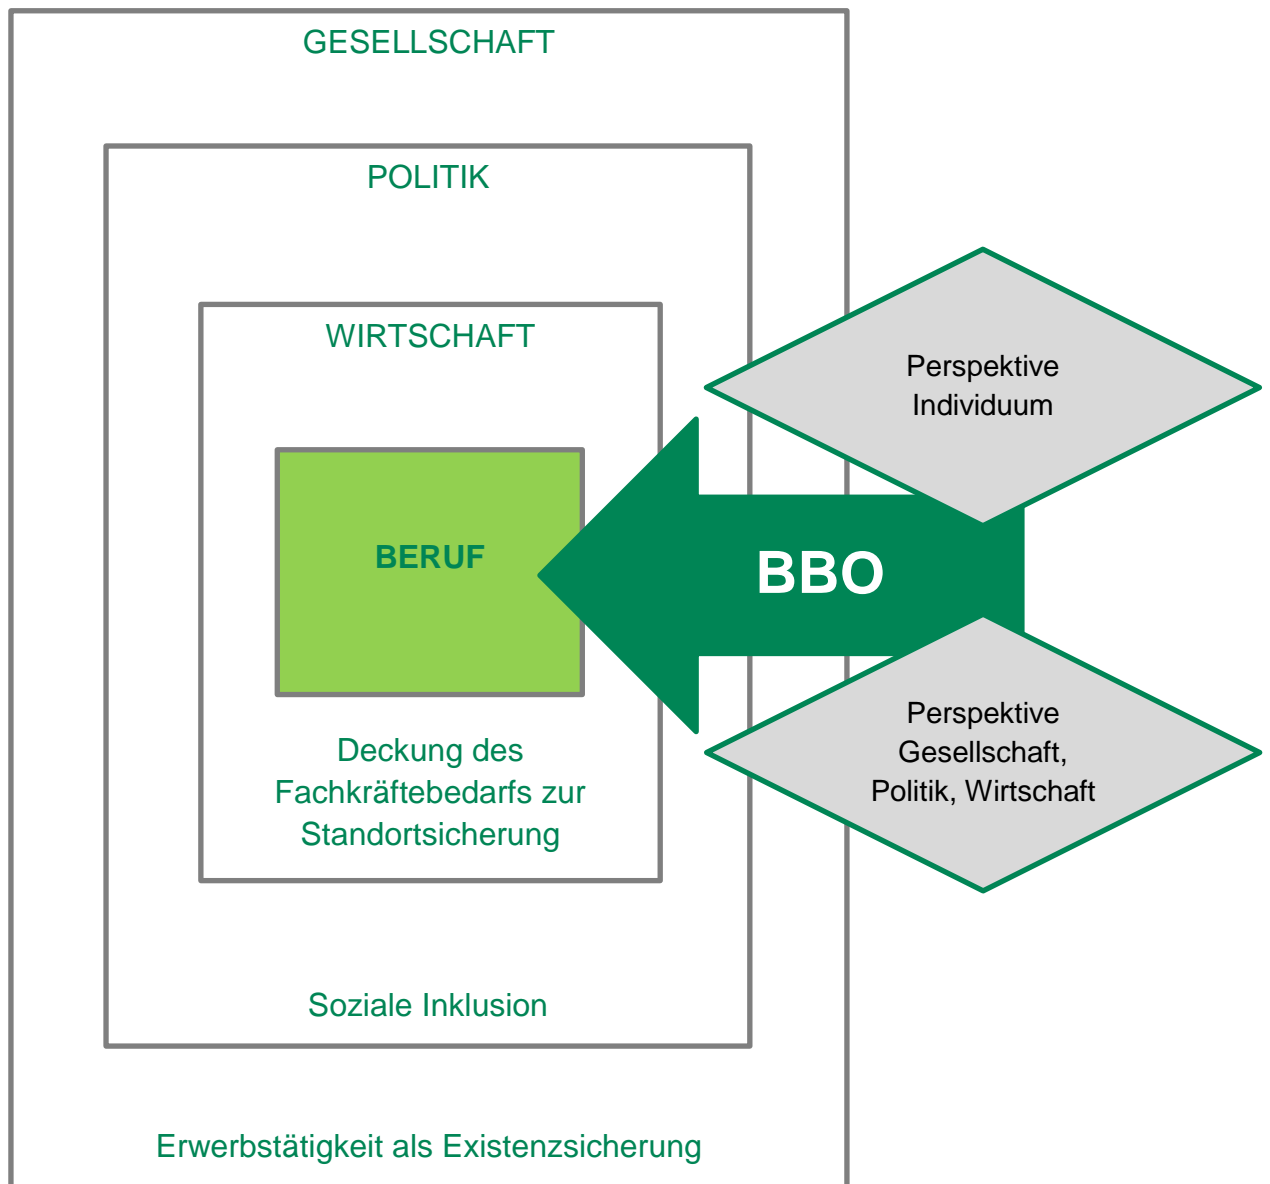 GESELLSCHAFT
POLITIK
WIRTSCHAFT
BERUF
Deckung des
Fachkräftebedarfs zur
Standortsicherung
Soziale Inklusion
Erwerbstätigkeit als Existenzsicherung
Perspektive
Individuum
BBO
Perspektive
Gesellschaft,
Politik, Wirtschaft